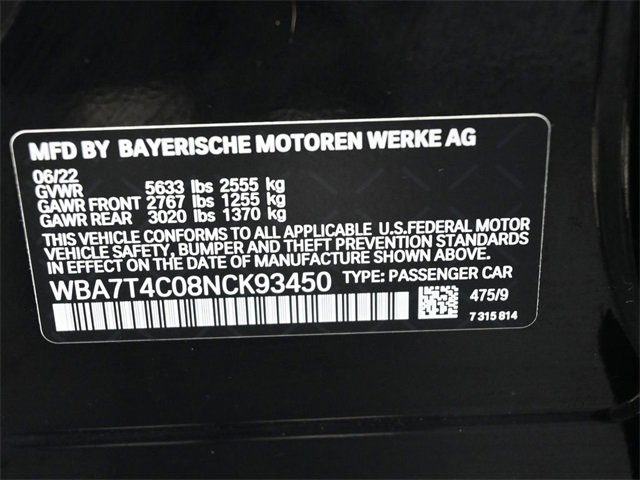 MFD BY BAYERISCHE MOTOREN WERKE AG
06/22
GVWR 5633 lbs 2555 kg
GAWR FRONT 2767 lbs 1255 kg
GAWR REAR 3020 lbs 1370 kg
THIS VEHICLE CONFORMS TO ALL APPLICABLE U.S.FEDERAL MOTOR
VEHICLE SAFETY, BUMPER AND THEFT PREVENTION STANDARDS
IN EFFECT ON THE DATE OF MANUFACTURE SHOWN ABOVE.
WBA7T4C08NCK93450 TYPE: PASSENGER CAR
475/9
7 315 814